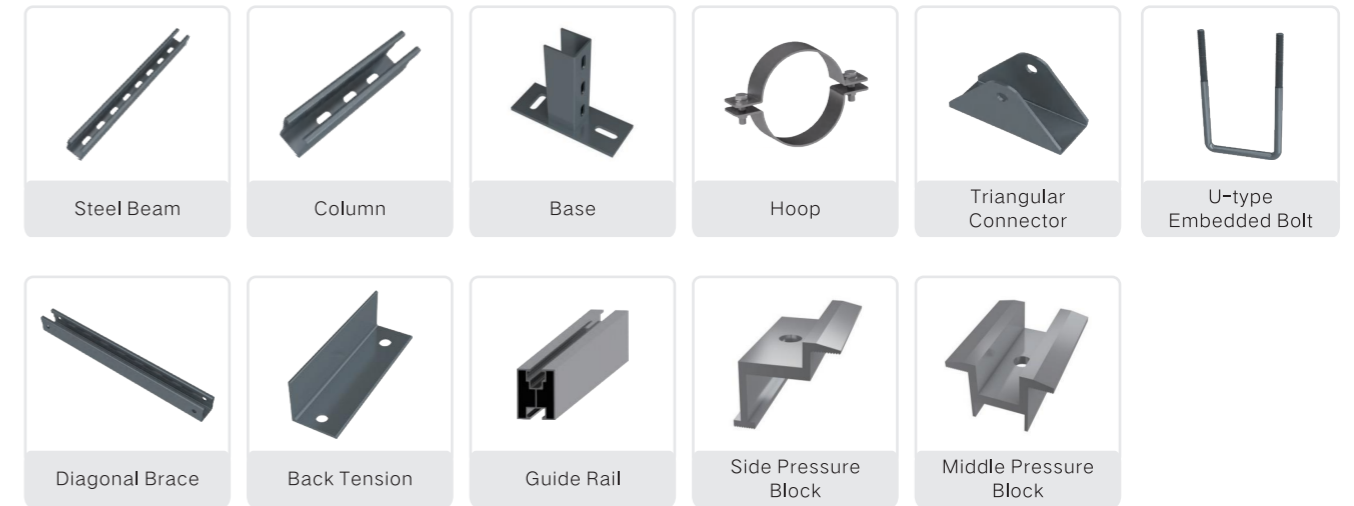 Steel Beam
Column
Base
Hoop
Triangular
Connector
U-type
Embedded Bolt
Diagonal Brace
Back Tension
Guide Rail
Side Pressure
Block
Middle Pressure
Block